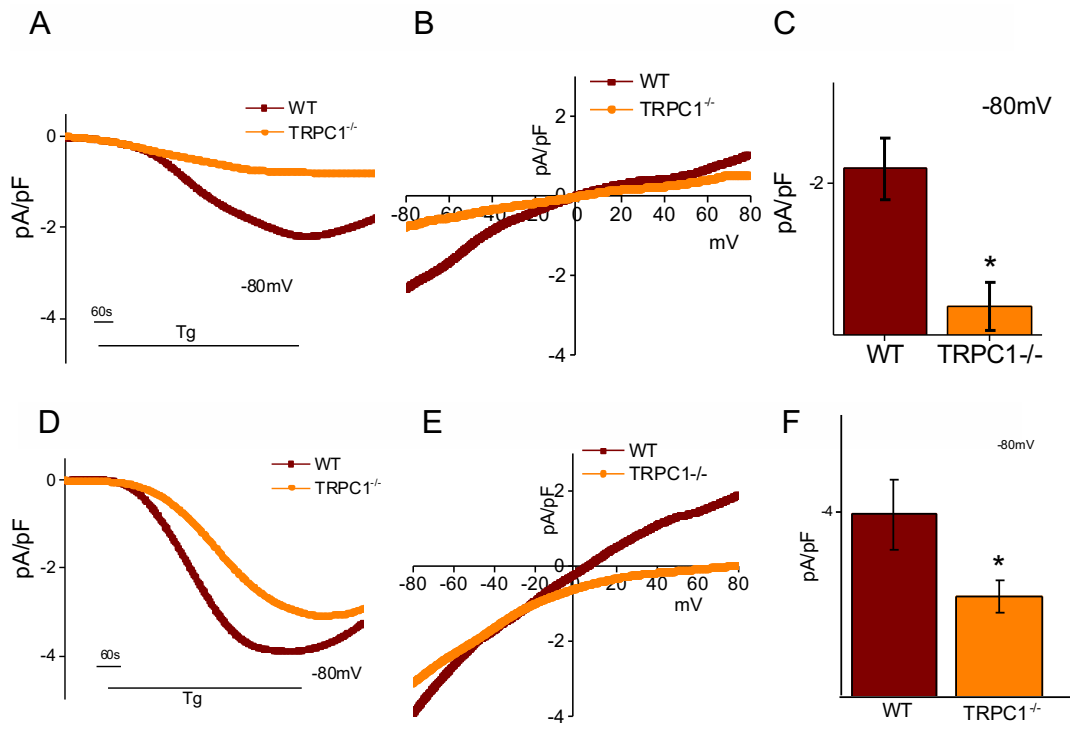 A
WT
TRPC1-/-
0
-2
-4
pA/pF
-80mV
60s
Tg
B
WT
TRPC1-/-
pA/pF
2
-80 -60 -40 -20 0 20 40 60 80
mV
-2
-4
C
-80mV
pA/pF
-2
*
WT TRPC1-/-
D
WT
TRPC1-/-
0
-2
-4
pA/pF
60s
-80mV
Tg
E
WT
TRPC1-/-
pA/pF
2
0
-80 -60 -40 -20 20 40 60 80
mV
-2
-4
F
-80mV
pA/pF
-4
*
WT TRPC1-/-